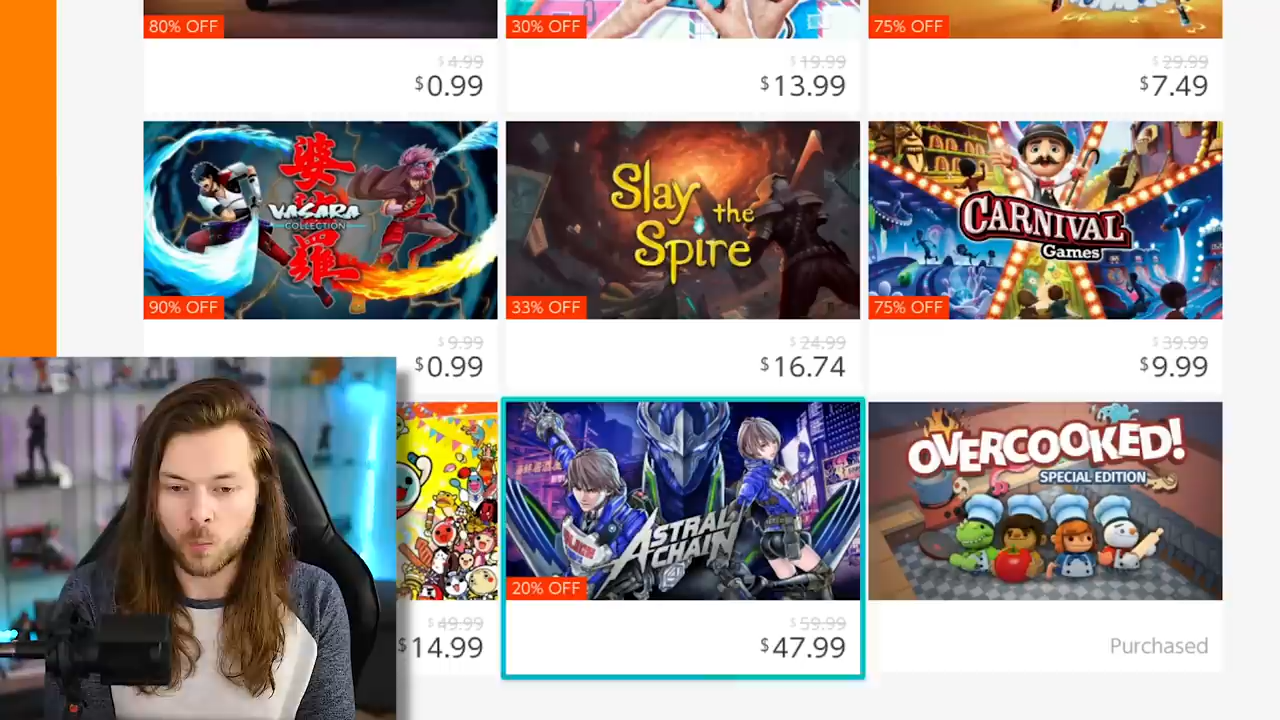 80% OFF
30% OFF
75% OFF
$4.99
$19.99
$29.99
$0.99
$13.99
$7.49
婆娑羅
VASARA
COLLECTION
Slay the Spire
CARNIVAL
Games
90% OFF
33% OFF
75% OFF
$9.99
$24.99
$39.99
$0.99
$16.74
$9.99
ASTRAL
CHAIN
OVERCOOKED!
SPECIAL EDITION
20% OFF
$49.99
$59.99
$14.99
$47.99
Purchased